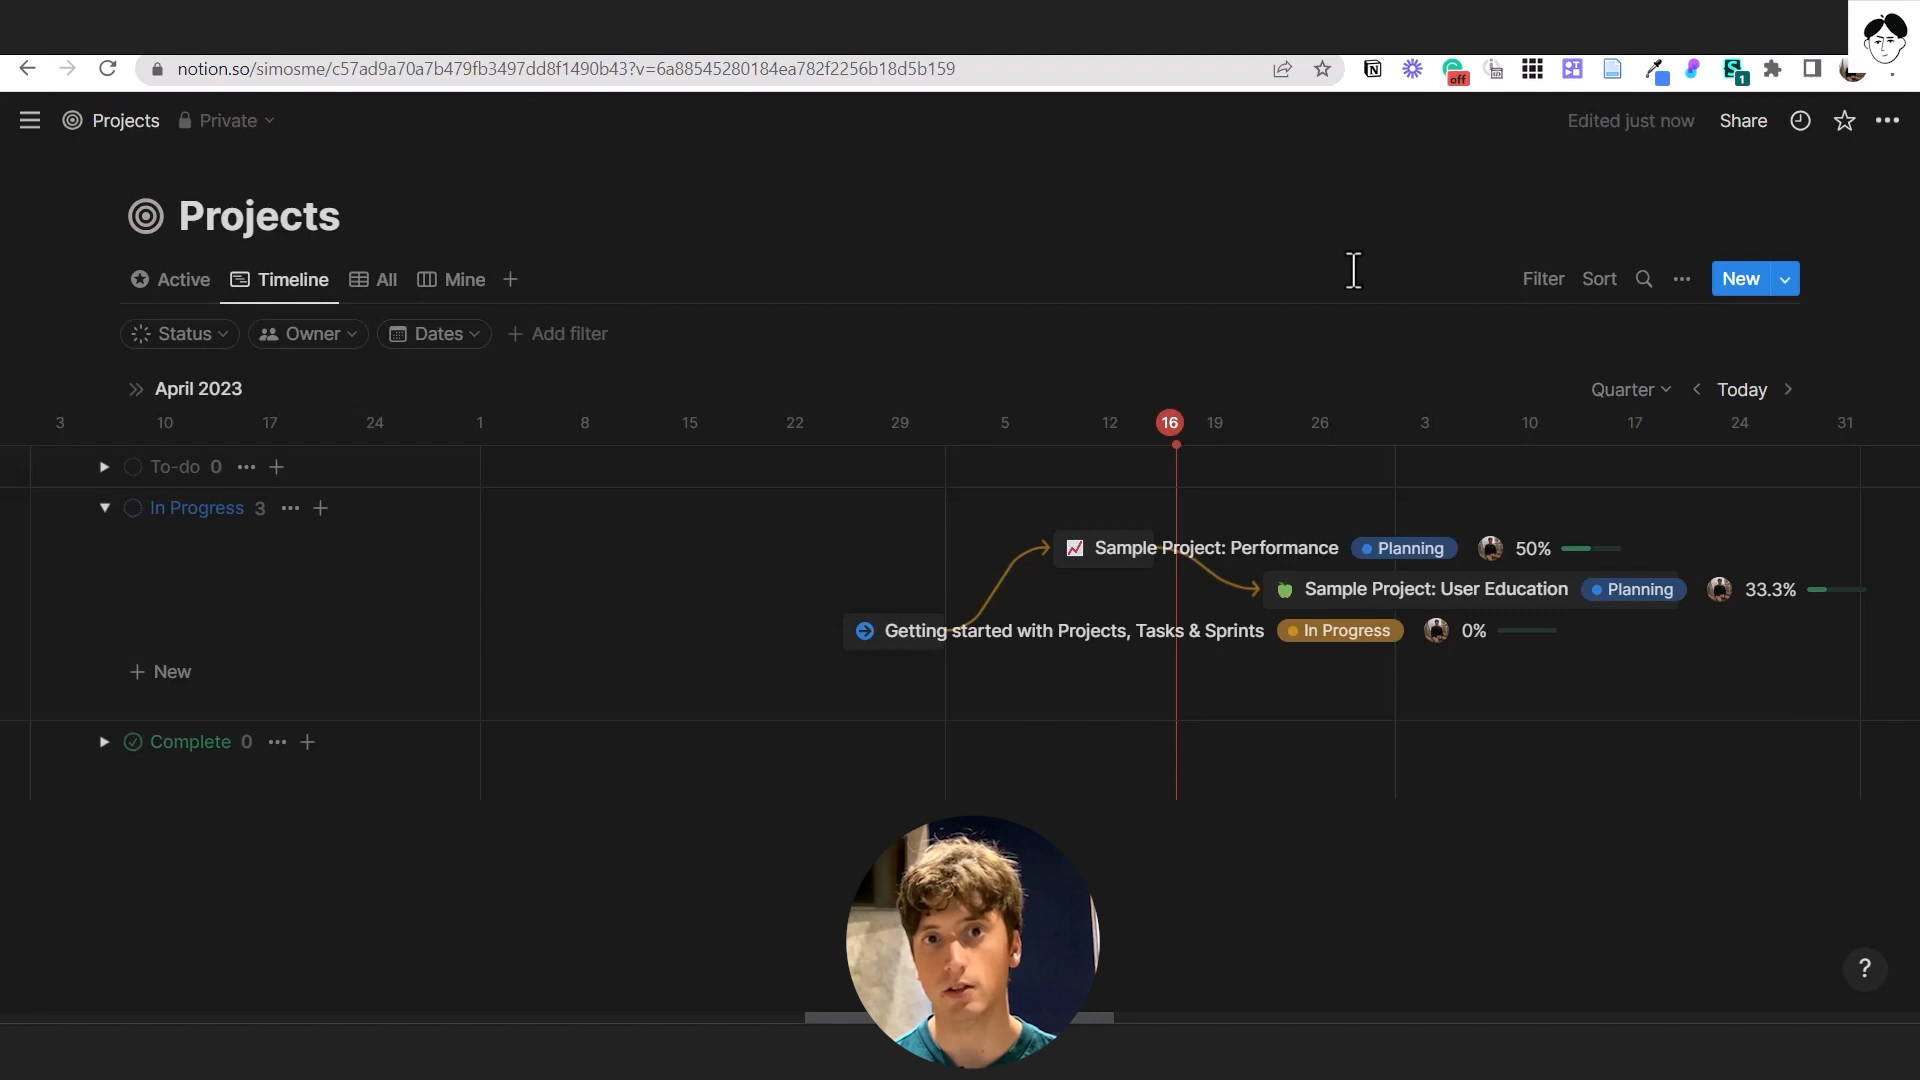 notion.so/simosme/c57ad9a70a7b479fb3497dd8f1490b43?v=6a88545280184ea782f2256b18d5b159
off
1
Projects Private
Edited just now Share
Projects
Active Timeline All Mine
Filter Sort New
Status Owner Dates Add filter
April 2023
Quarter Today
3 10 17 24 1 8 15 22 29 5 12 16 19 26 3 10 17 24 31
To-do 0
In Progress 3
Sample Project: Performance Planning 50%
Sample Project: User Education Planning 33.3%
Getting started with Projects, Tasks & Sprints In Progress 0%
New
Complete 0
?